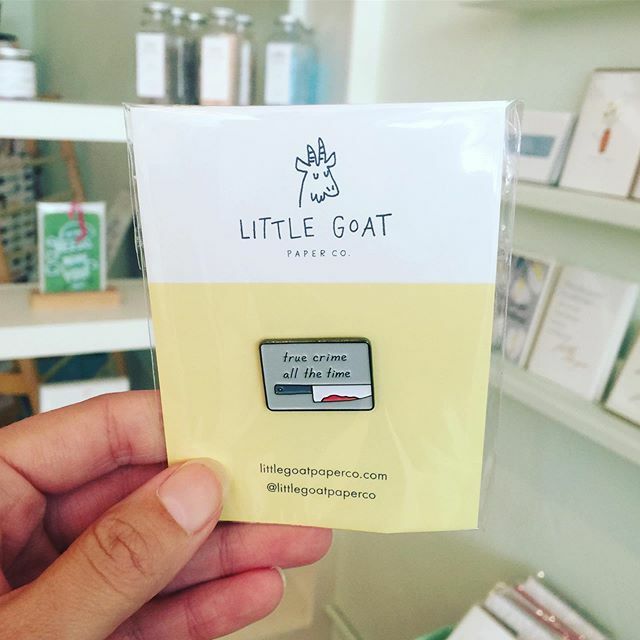 LITTLE GOAT
PAPER CO.
true crime
all the time
littlegoatpaperco.com
@littlegoatpaperco